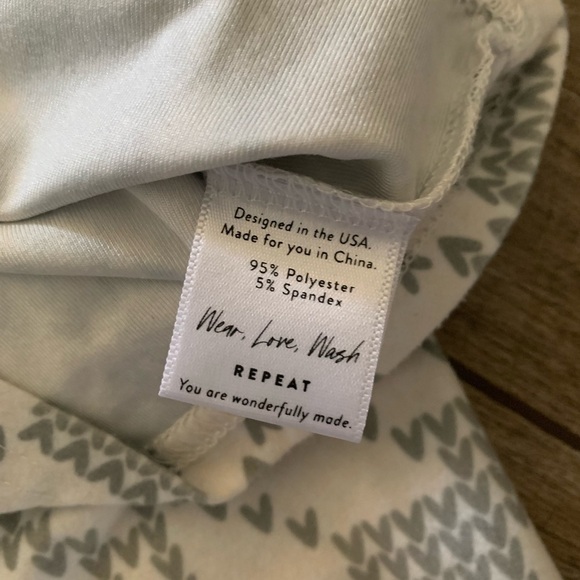 Designed in the USA.
Made for you in China.
95% Polyester
5% Spandex
Wear, Love, Wash
REPEAT
You are wonderfully made.